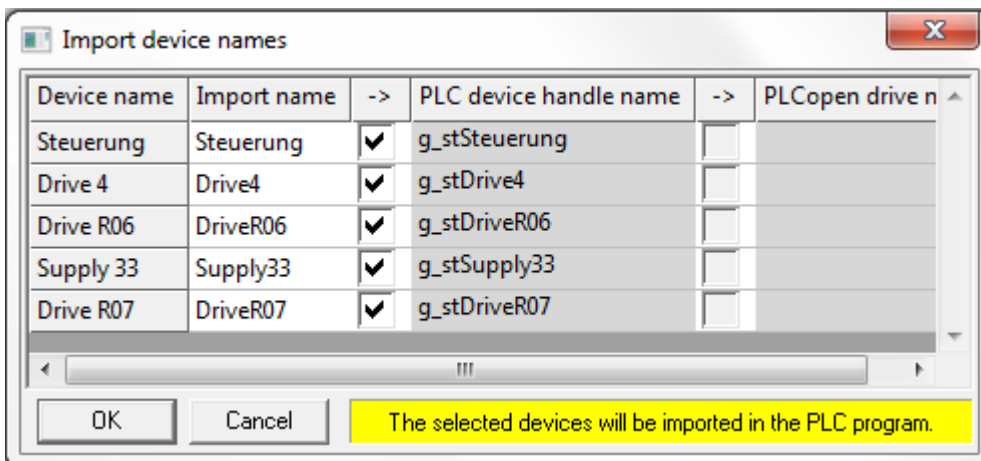 Import device names
Device name Import name -> PLC device handle name -> PLCopen drive n
Steuerung Steuerung g_stSteuerung
Drive 4 Drive4 g_stDrive4
Drive R06 DriveR06 g_stDriveR06
Supply 33 Supply33 g_stSupply33
Drive R07 DriveR07 g_stDriveR07
OK Cancel The selected devices will be imported in the PLC program.